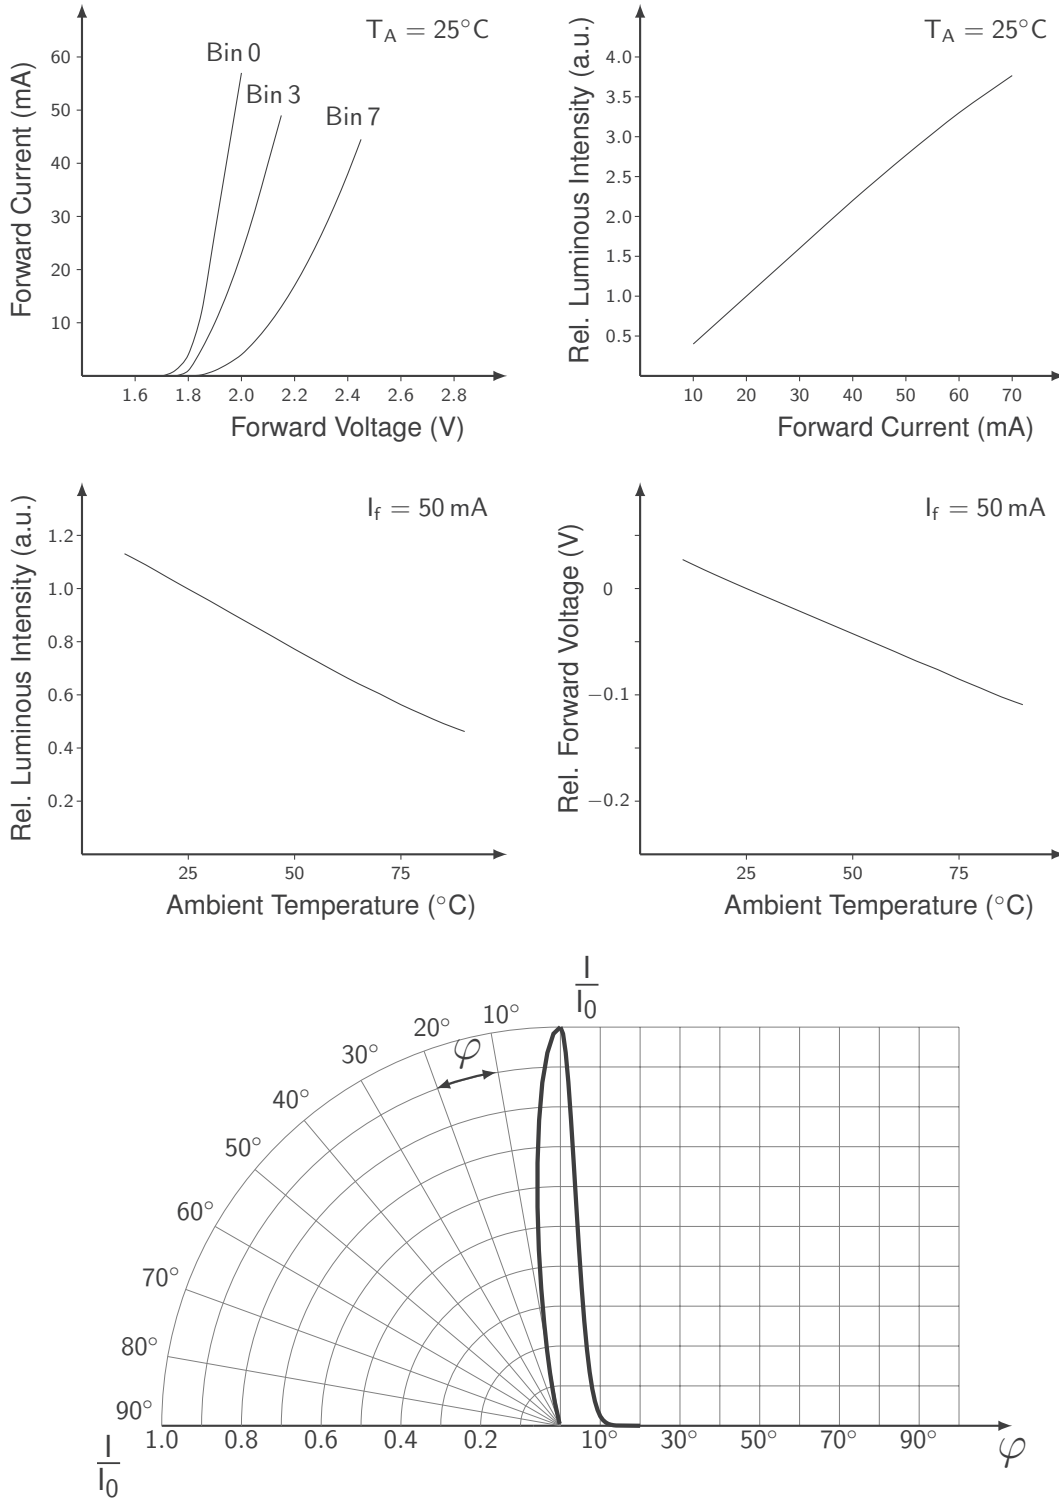 T_A = 25°C
Forward Current (mA)
60
50
40
30
20
10
Bin 0
Bin 3
Bin 7
1.6 1.8 2.0 2.2 2.4 2.6 2.8
Forward Voltage (V)
T_A = 25°C
Rel. Luminous Intensity (a.u.)
4.0
3.5
3.0
2.5
2.0
1.5
1.0
0.5
10 20 30 40 50 60 70
Forward Current (mA)
I_f = 50 mA
Rel. Luminous Intensity (a.u.)
1.2
1.0
0.8
0.6
0.4
0.2
25 50 75
Ambient Temperature (°C)
I_f = 50 mA
Rel. Forward Voltage (V)
0
−0.1
−0.2
25 50 75
Ambient Temperature (°C)
I
I_0
10°
20°
φ
30°
40°
50°
60°
70°
80°
90°
1.0 0.8 0.6 0.4 0.2 10° 30° 50° 70° 90° φ
I
I_0